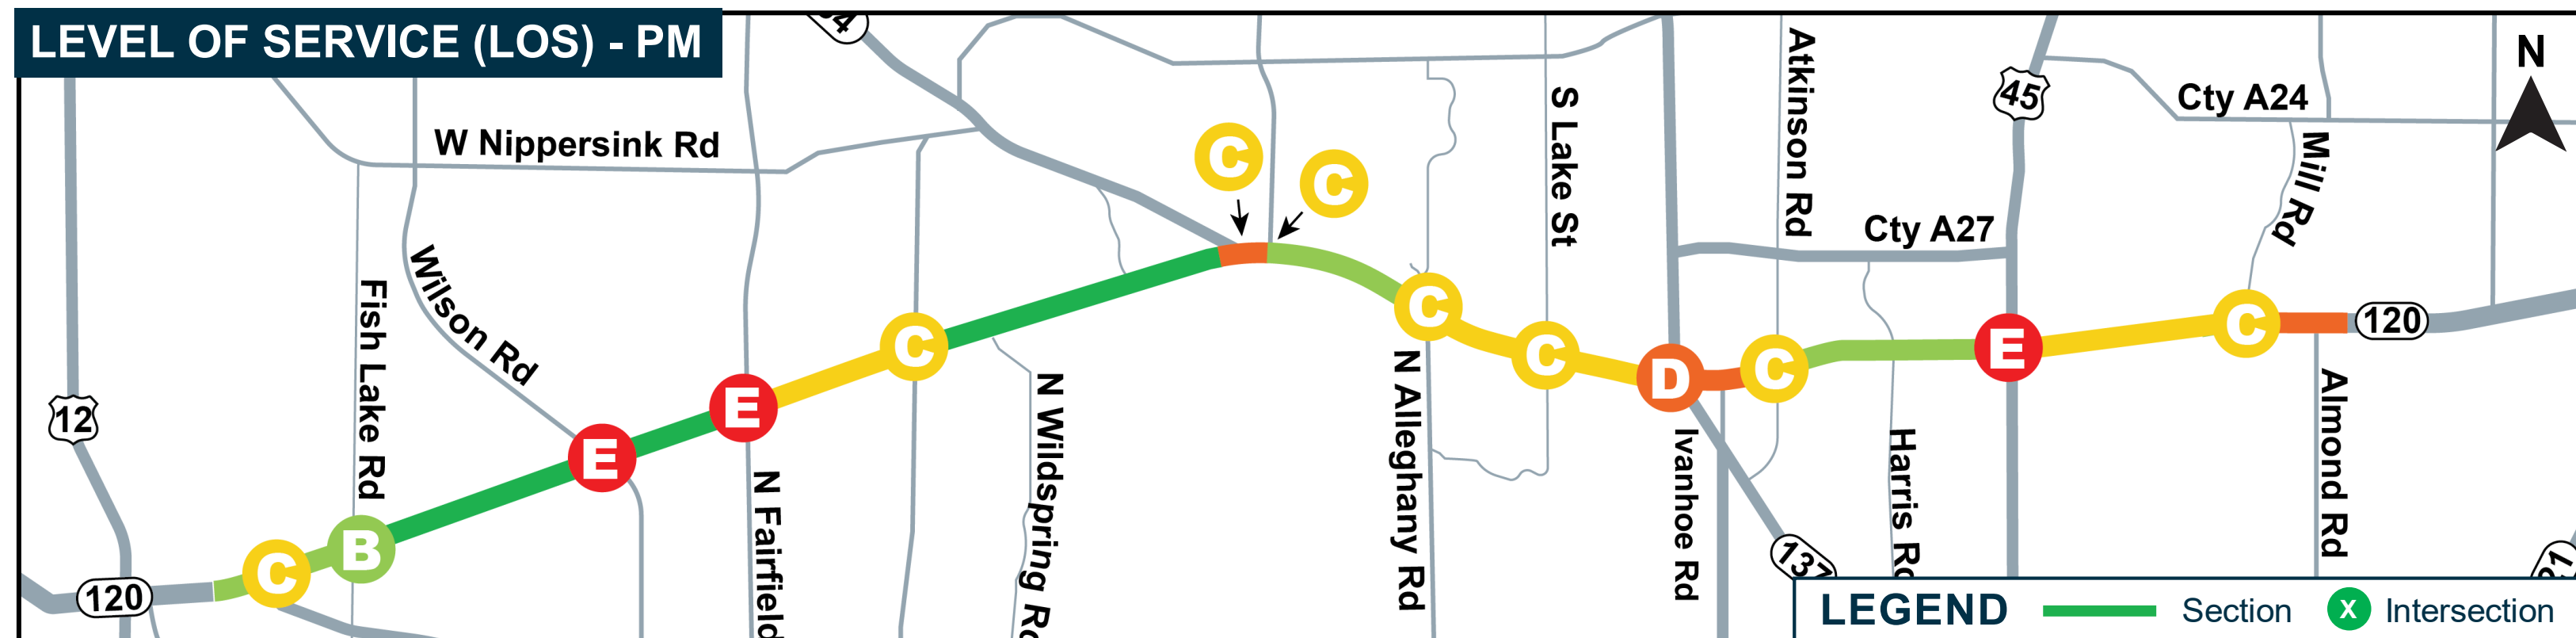 LEVEL OF SERVICE (LOS) - PM
N
Atkinson Rd
45
Cty A24
S Lake St
W Nippersink Rd
Mill Rd
C
C
Cty A27
Wilson Rd
Fish Lake Rd
C
C
C
C
D
C
E
C
120
N Alleghany Rd
N Wildspring
Almond Rd
12
E
E
Ivanhoe Rd
Harris
N Fairfield
B
C
120
137
LEGEND
Section
X Intersection